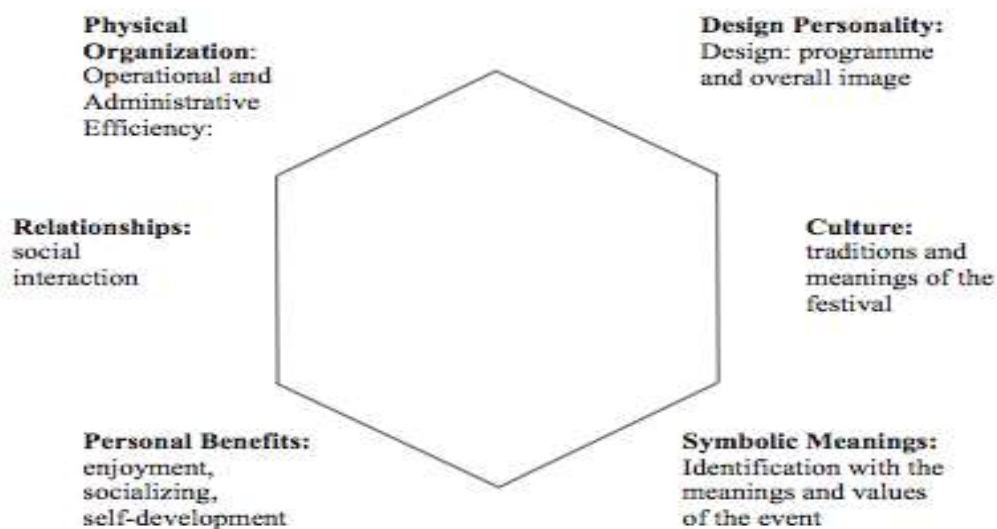 Physical
Organization:
Operational and
Administrative
Efficiency:
Design Personality:
Design: programme
and overall image
Relationships:
social
interaction
Culture:
traditions and
meanings of the
festival
Personal Benefits:
enjoyment,
socializing,
self-development
Symbolic Meanings:
Identification with the
meanings and values
of the event